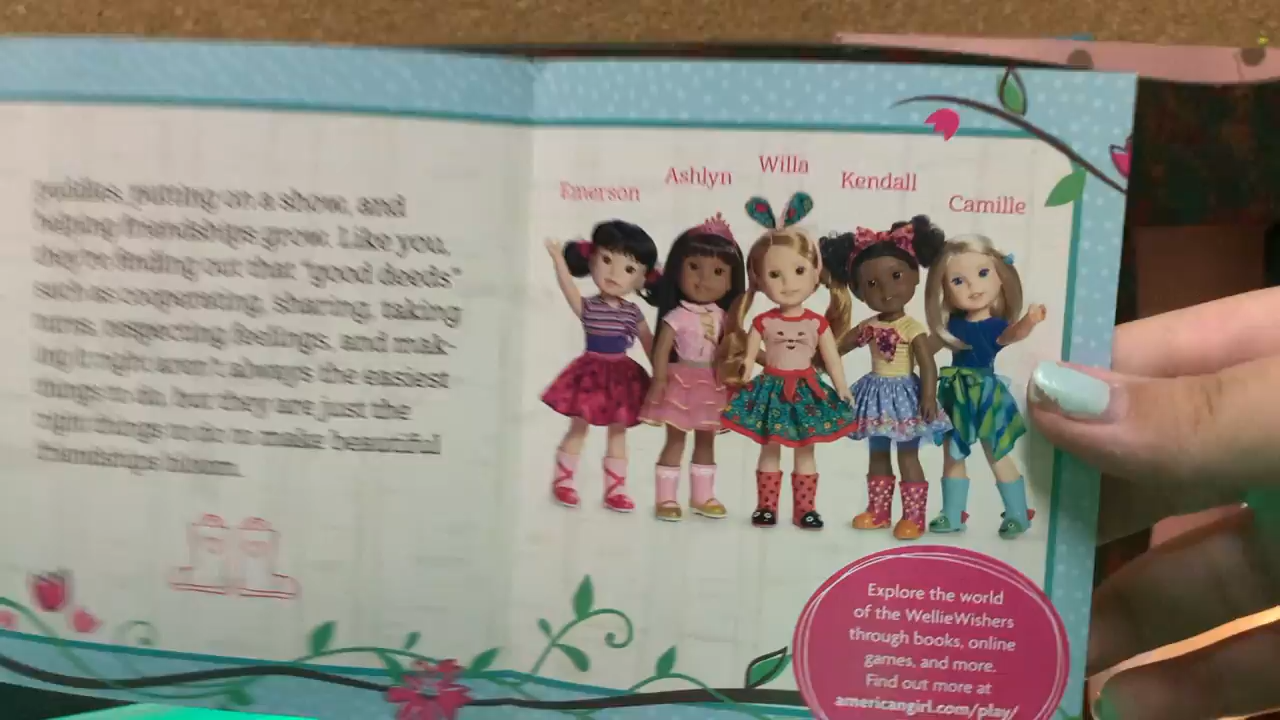 puddles, putting on a show, and
helping friendships grow. Like you,
they're finding out that "good deeds"
such as cooperating, sharing, taking
turns, respecting feelings, and mak-
ing it right aren't always the easiest
things to do, but they are just the
right things to do to make beautiful
friendships bloom.
Emerson
Ashlyn
Willa
Kendall
Camille
Explore the world
of the WellieWishers
through books, online
games, and more.
Find out more at
americangirl.com/play/